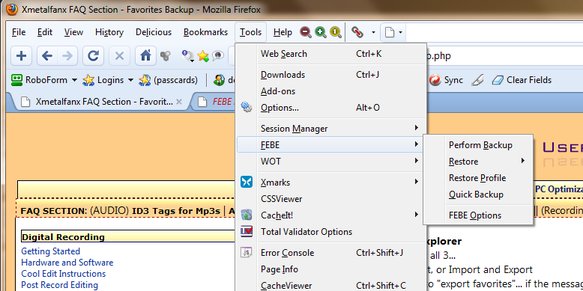 Xmetalfanx FAQ Section - Favorites Backup - Mozilla Firefox
File Edit View History Delicious Bookmarks Tools Help
b.php
RoboForm Logins (passcards) desi Sync Clear Fields
Xmetalfanx FAQ Section - Favorit...
FEBE
Web Search Ctrl+K
Downloads Ctrl+J
Add-ons
Options... Alt+O
Session Manager
FEBE
WOT
Xmarks
CSSViewer
CacheIt!
Total Validator Options
Error Console Ctrl+Shift+J
Page Info
CacheViewer Ctrl+Shift+C
Perform Backup
Restore
Restore Profile
Quick Backup
FEBE Options
USER
PC Optimiza
FAQ SECTION: (AUDIO) ID3 Tags for Mp3s | A
(Recordin
Digital Recording
Getting Started
Hardware and Software
Cool Edit Instructions
Post Record Editing
xplorer
all 3...
t, or Import and Export
o "export favorites"... if the making